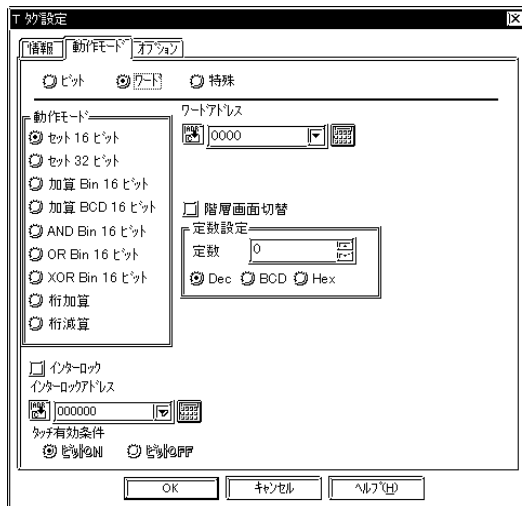 T ﾀｸﾞ設定
情報 動作ﾓｰﾄﾞ ｵﾌﾟｼｮﾝ
ﾋﾞｯﾄ ﾜｰﾄﾞ 特殊
動作ﾓｰﾄﾞ
ｾｯﾄ 16 ﾋﾞｯﾄ
ｾｯﾄ 32 ﾋﾞｯﾄ
加算 Bin 16 ﾋﾞｯﾄ
加算 BCD 16 ﾋﾞｯﾄ
AND Bin 16 ﾋﾞｯﾄ
OR Bin 16 ﾋﾞｯﾄ
XOR Bin 16 ﾋﾞｯﾄ
桁加算
桁減算
ﾜｰﾄﾞｱﾄﾞﾚｽ
0000
階層画面切替
定数設定
定数 0
Dec BCD Hex
ｲﾝﾀｰﾛｯｸ
ｲﾝﾀｰﾛｯｸｱﾄﾞﾚｽ
000000
ﾀｯﾁ有効条件
ﾋﾞｯﾄON ﾋﾞｯﾄOFF
OK ｷｬﾝｾﾙ ﾍﾙﾌﾟ(H)